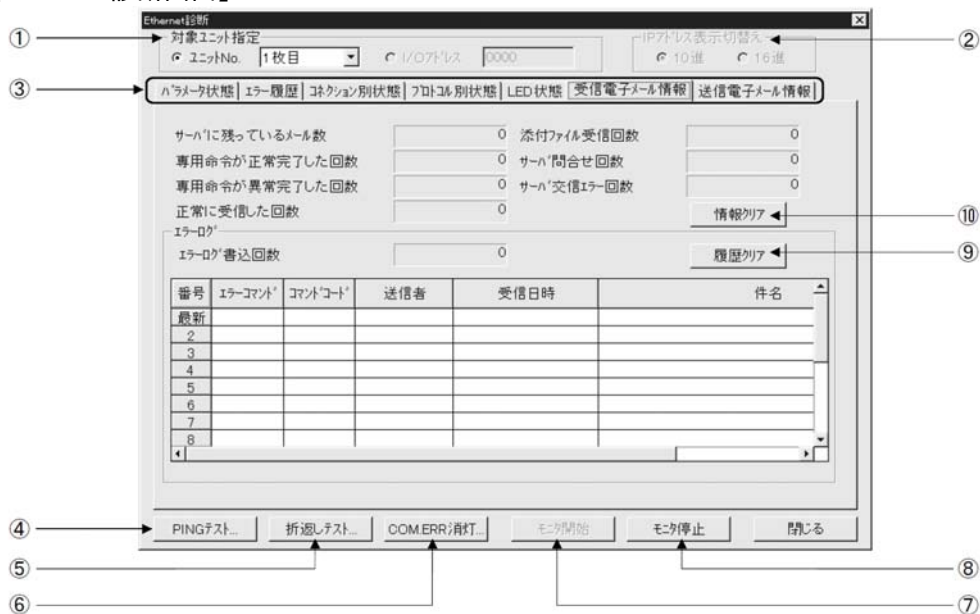 Ethernet診断
① 対象ユニット指定 IPアドレス表示切替え ②
ユニットNo. 1枚目 I/Oアドレス 0000 10進 16進
③ パラメータ状態 エラー履歴 コネクション別状態 プロトコル別状態 LED状態 受信電子メール情報 送信電子メール情報
サーバに残っているメール数 0 添付ファイル受信回数 0
専用命令が正常完了した回数 0 サーバ問合せ回数 0
専用命令が異常完了した回数 0 サーバ交信エラー回数 0
正常に受信した回数 0 情報クリア ⑩
エラーログ
エラーログ書込回数 0 履歴クリア ⑨
番号 エラーコマンド コマンドコード 送信者 受信日時 件名
最新
2
3
4
5
6
7
8
④ PINGテスト... 折返しテスト... COM.ERR消灯... モニタ開始 モニタ停止 閉じる
⑤ ⑧
⑥ ⑦